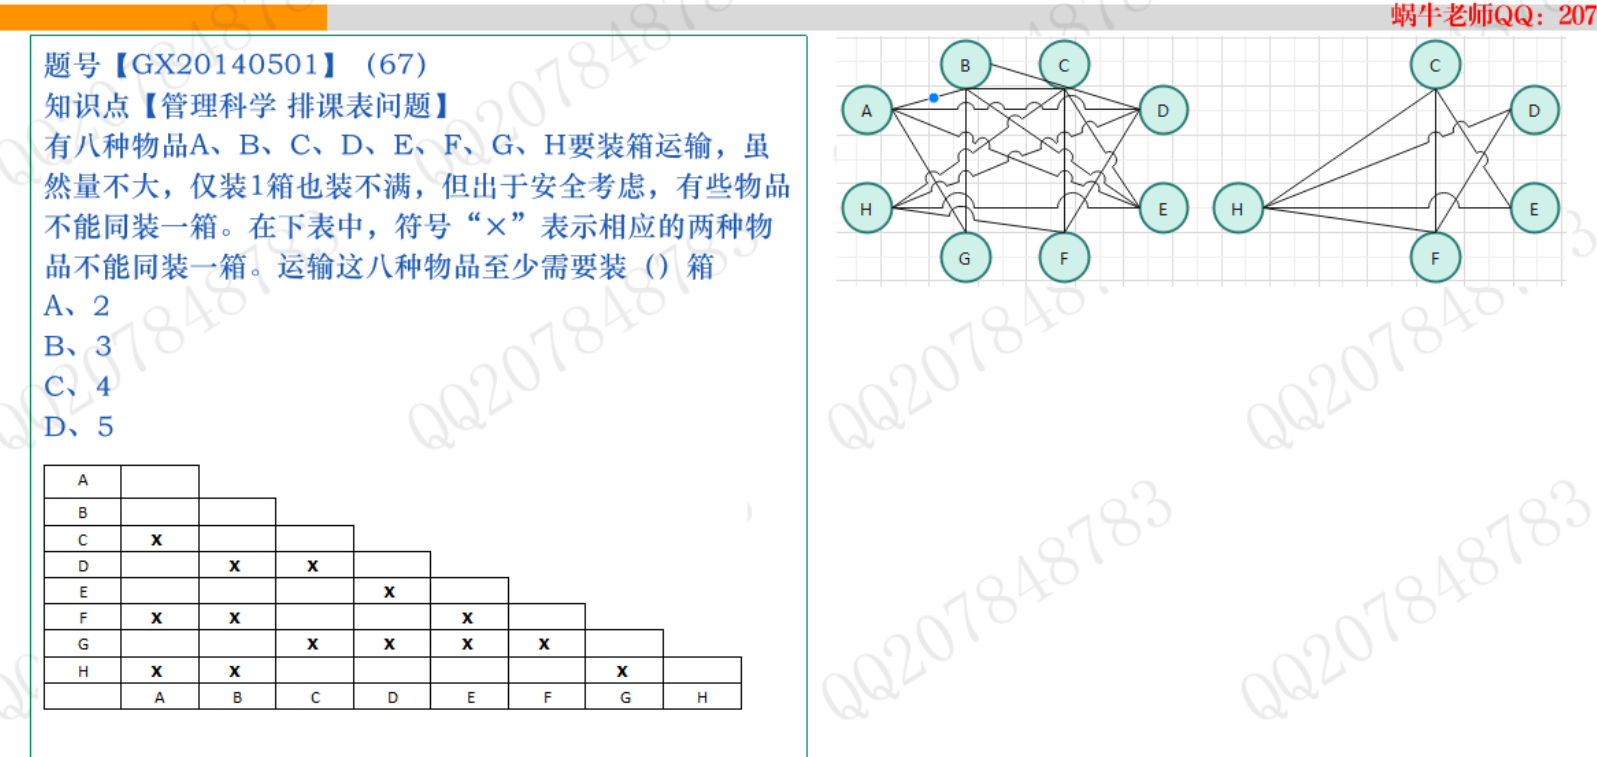 蜗牛老师QQ：207
题号【GX20140501】（67）
知识点【管理科学 排课表问题】
有八种物品A、B、C、D、E、F、G、H要装箱运输，虽
然量不大，仅装1箱也装不满，但出于安全考虑，有些物品
不能同装一箱。在下表中，符号“×”表示相应的两种物
品不能同装一箱。运输这八种物品至少需要装（）箱
A、2
B、3
C、4
D、5
A
B
C x
D x x
E x
F x x x
G x x x x
H x x x
A B C D E F G H
B C
A D
H E
G F
C
D
H E
F
QQ207848783
QQ207848783
QQ207848783
QQ207848783
QQ207848783
QQ207848783
QQ207848783
QQ207848783